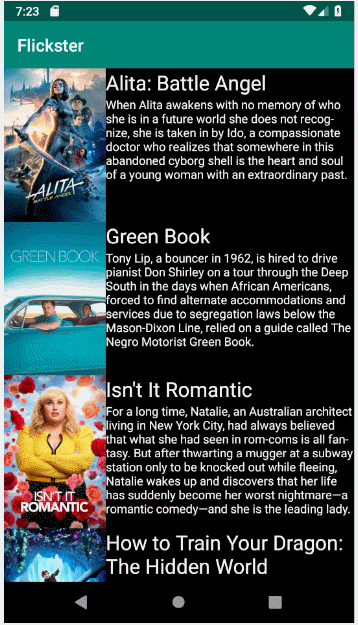 7:23
Flickster
ALITA
BATTLE ANGEL
Alita: Battle Angel
When Alita awakens with no memory of who
she is in a future world she does not recog-
nize, she is taken in by Ido, a compassionate
doctor who realizes that somewhere in this
abandoned cyborg shell is the heart and soul
of a young woman with an extraordinary past.
GREEN BOOK
Green Book
Tony Lip, a bouncer in 1962, is hired to drive
pianist Don Shirley on a tour through the Deep
South in the days when African Americans,
forced to find alternate accommodations and
services due to segregation laws below the
Mason-Dixon Line, relied on a guide called The
Negro Motorist Green Book.
ISN'T IT
ROMANTIC
Isn't It Romantic
For a long time, Natalie, an Australian architect
living in New York City, had always believed
that what she had seen in rom-coms is all fan-
tasy. But after thwarting a mugger at a subway
station only to be knocked out while fleeing,
Natalie wakes up and discovers that her life
has suddenly become her worst nightmare—a
romantic comedy—and she is the leading lady.
How to Train Your Dragon:
The Hidden World